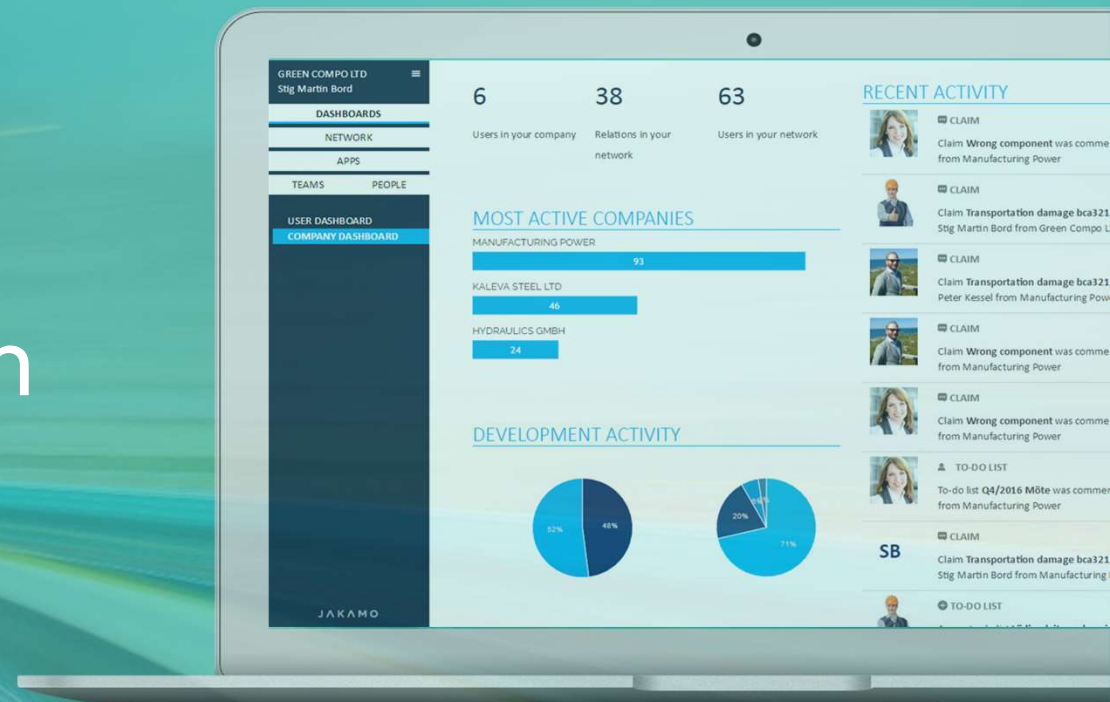 n
GREEN COMPO LTD
Stig Martin Bord
DASHBOARDS
NETWORK
APPS
TEAMS PEOPLE
USER DASHBOARD
COMPANY DASHBOARD
JAKAMO
6
Users in your company
38
Relations in your
network
63
Users in your network
MOST ACTIVE COMPANIES
MANUFACTURING POWER
93
KALEVA STEEL LTD
46
HYDRAULICS GMBH
24
DEVELOPMENT ACTIVITY
52% 48%
20%
71%
RECENT ACTIVITY
CLAIM
Claim Wrong component was comme
from Manufacturing Power
CLAIM
Claim Transportation damage bca321
Stig Martin Bord from Green Compo L
CLAIM
Claim Transportation damage bca321
Peter Kessel from Manufacturing Pow
CLAIM
Claim Wrong component was comme
from Manufacturing Power
CLAIM
Claim Wrong component was comme
from Manufacturing Power
TO-DO LIST
To-do list Q4/2016 Möte was commen
from Manufacturing Power
SB
CLAIM
Claim Transportation damage bca321
Stig Martin Bord from Manufacturing
TO-DO LIST